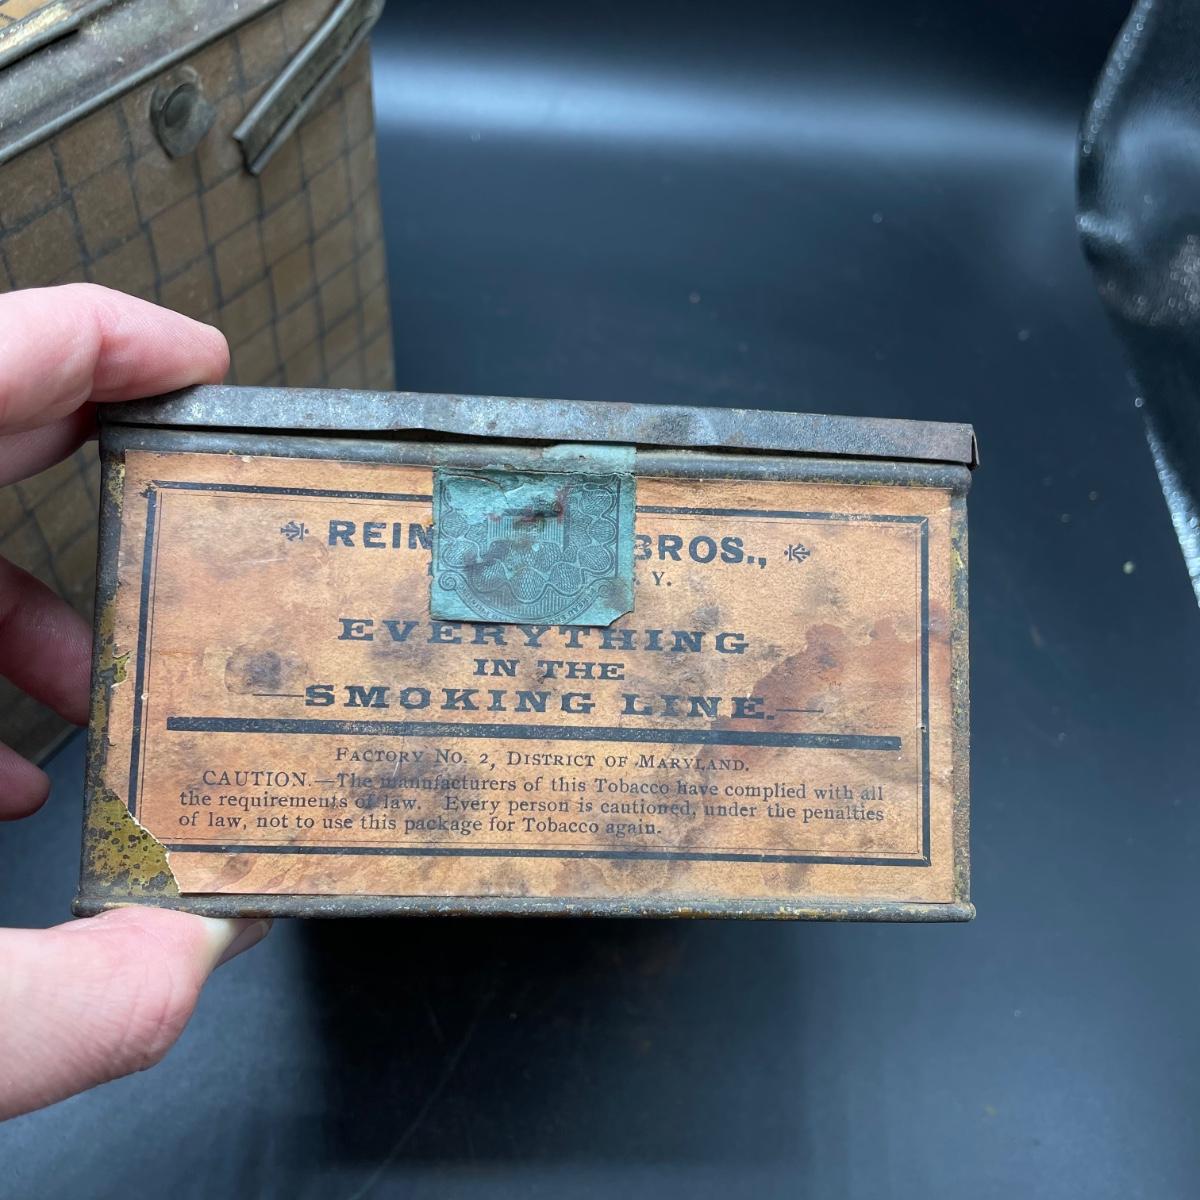 REIN BROS.,
Y.
EVERYTHING
IN THE
—SMOKING LINE.—
FACTORY No. 2, DISTRICT OF MARYLAND.
CAUTION.—The manufacturers of this Tobacco have complied with all
the requirements of law. Every person is cautioned, under the penalties
of law, not to use this package for Tobacco again.